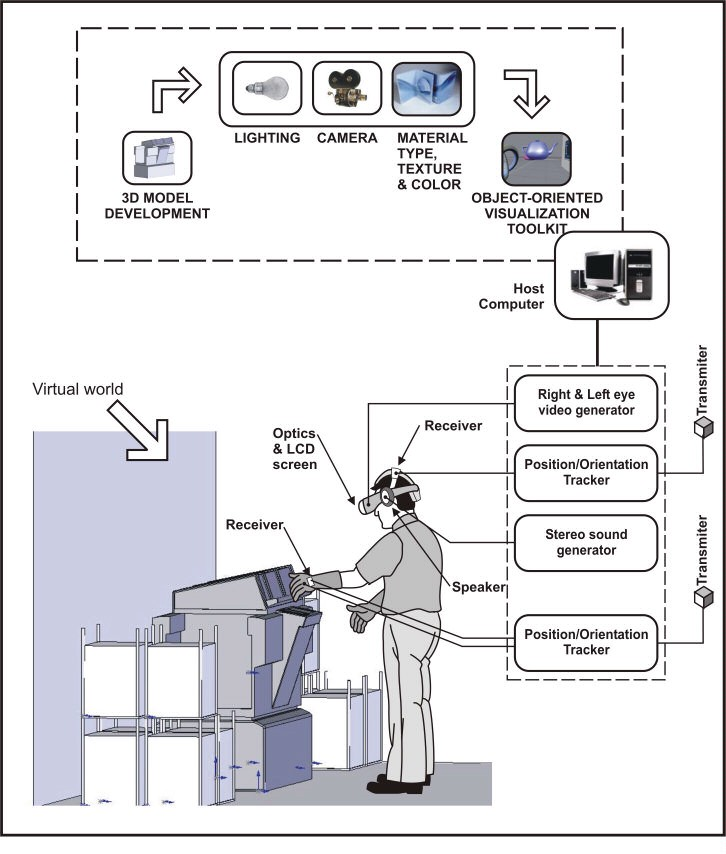 LIGHTING
CAMERA
MATERIAL
TYPE,
TEXTURE
& COLOR
3D MODEL
DEVELOPMENT
OBJECT-ORIENTED
VISUALIZATION
TOOLKIT
Host
Computer
Virtual world
Right & Left eye
video generator
Transmiter
Optics
& LCD
screen
Receiver
Position/Orientation
Tracker
Receiver
Stereo sound
generator
Transmiter
Speaker
Position/Orientation
Tracker